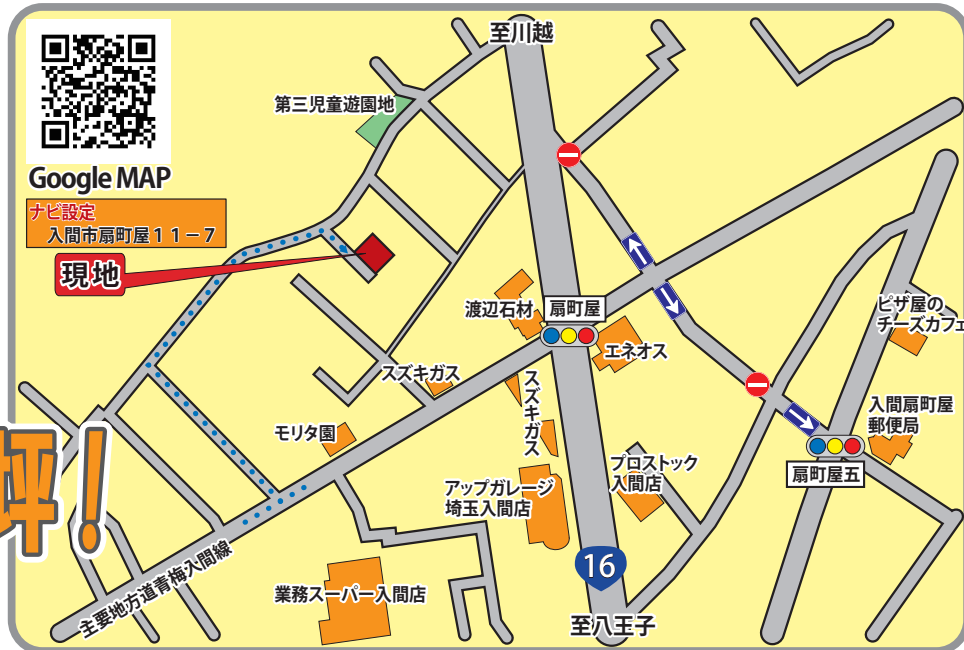 至川越
第三児童遊園地
Google MAP
ナビ設定
入間市扇町屋11-7
現地
渡辺石材
扇町屋
エネオス
ピザ屋の
チーズカフェ
スズキガス
スズキガス
モリタ園
入間扇町屋
郵便局
扇町屋五
プロストック
入間店
アップガレージ
埼玉入間店
坪!
16
主要地方道青梅入間線
業務スーパー入間店
至八王子